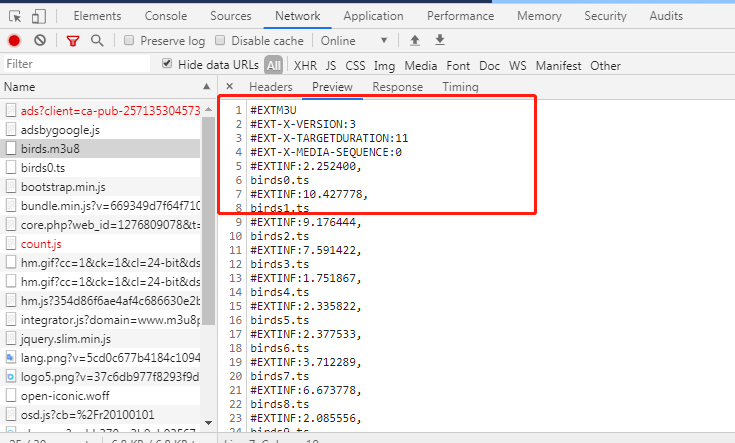 Elements Console Sources Network Performance Memory Application Security Audits
Preserve log Disable cache Online
Filter Hide data URLs All XHR JS CSS Img Media Font Doc WS Manifest Other
Name
ads?client=ca-pub-257135304573
adsbygoogle.js
birds.m3u8
birds0.ts
bootstrap.min.js
bundle.min.js?v=669349d7f64f710
core.php?web_id=1276809078&t=
count.js
hm.gif?cc=1&ck=1&cl=24-bit&ds
hm.gif?cc=1&ck=1&cl=24-bit&ds
hm.js?354d86f6ae4af4c686630e2b
integrator.js?domain=www.m3u8p
jquery.slim.min.js
lang.png?v=5cd0c677b4184c1094
logo5.png?v=37c6db977f8293f9d
open-iconic.woff
osd.js?cb=%2Fr20100101
× Headers Preview Response Timing
1 #EXTM3U
2 #EXT-X-VERSION:3
3 #EXT-X-TARGETDURATION:11
4 #EXT-X-MEDIA-SEQUENCE:0
5 #EXTINF:2.252400,
6 birds0.ts
7 #EXTINF:10.427778,
8 birds1.ts
9 #EXTINF:9.176444,
10 birds2.ts
11 #EXTINF:7.591422,
12 birds3.ts
13 #EXTINF:1.751867,
14 birds4.ts
15 #EXTINF:2.335822,
16 birds5.ts
17 #EXTINF:2.377533,
18 birds6.ts
19 #EXTINF:3.712289,
20 birds7.ts
21 #EXTINF:6.673778,
22 birds8.ts
23 #EXTINF:2.085556,
24 birds9.ts